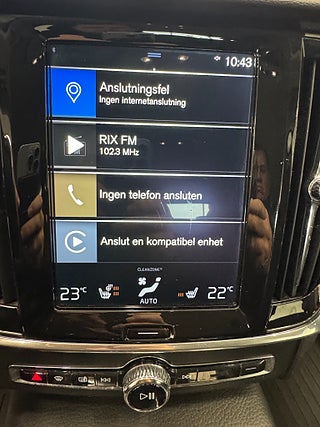 10:43
Anslutningsfel
Ingen internetanslutning
RIX FM
102.3 MHz
Ingen telefon ansluten
Anslut en kompatibel enhet
CLEANZONE
23°C
AUTO
22°C